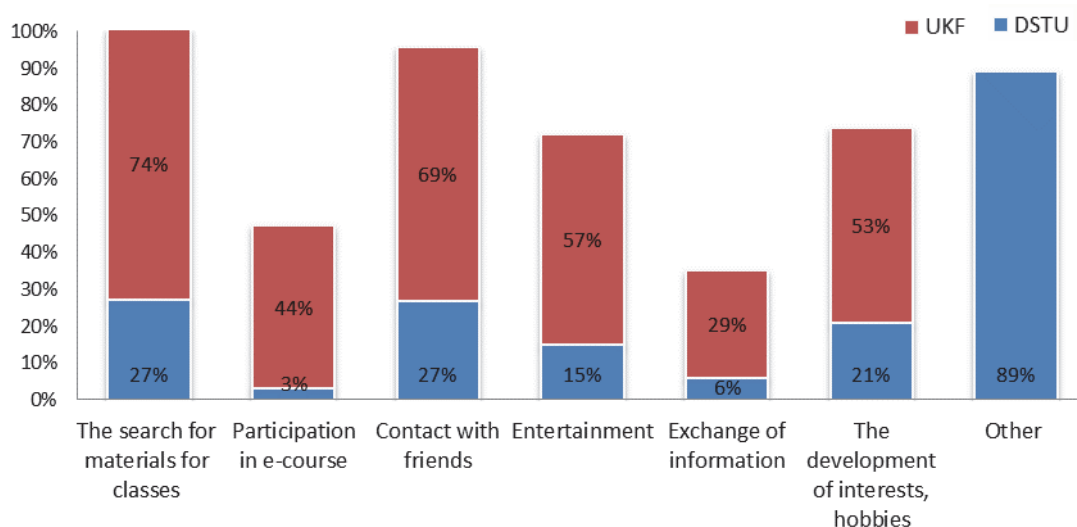 100%
UKF DSTU
90%
80%
70%
60%
50%
40%
30%
20%
10%
0%
74%
27%
44%
3%
69%
27%
57%
15%
29%
6%
53%
21%
89%
The search for
materials for
classes
Participation
in e-course
Contact with
friends
Entertainment
Exchange of
information
The
development
of interests,
hobbies
Other